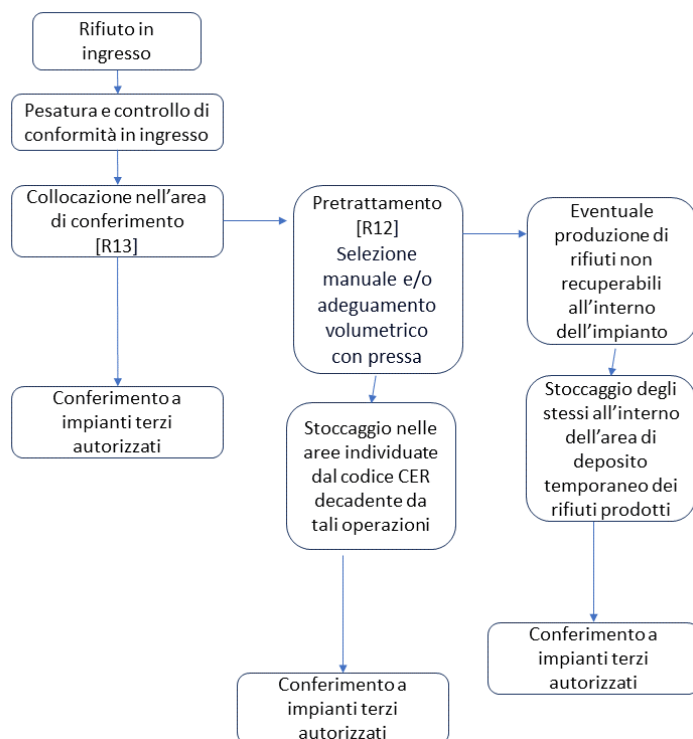 Rifiuto in
ingresso
Pesatura e controllo di
conformità in ingresso
Collocazione nell'area
di conferimento
[R13]
Conferimento a
impianti terzi
autorizzati
Pretrattamento
[R12]
Selezione
manuale e/o
adeguamento
volumetrico
con pressa
Stoccaggio nelle
aree individuate
dal codice CER
decadente da
tali operazioni
Conferimento a
impianti terzi
autorizzati
Eventuale
produzione di
rifiuti non
recuperabili
all'interno
dell'impianto
Stoccaggio degli
stessi all'interno
dell'area di
deposito
temporaneo dei
rifiuti prodotti
Conferimento a
impianti terzi
autorizzati